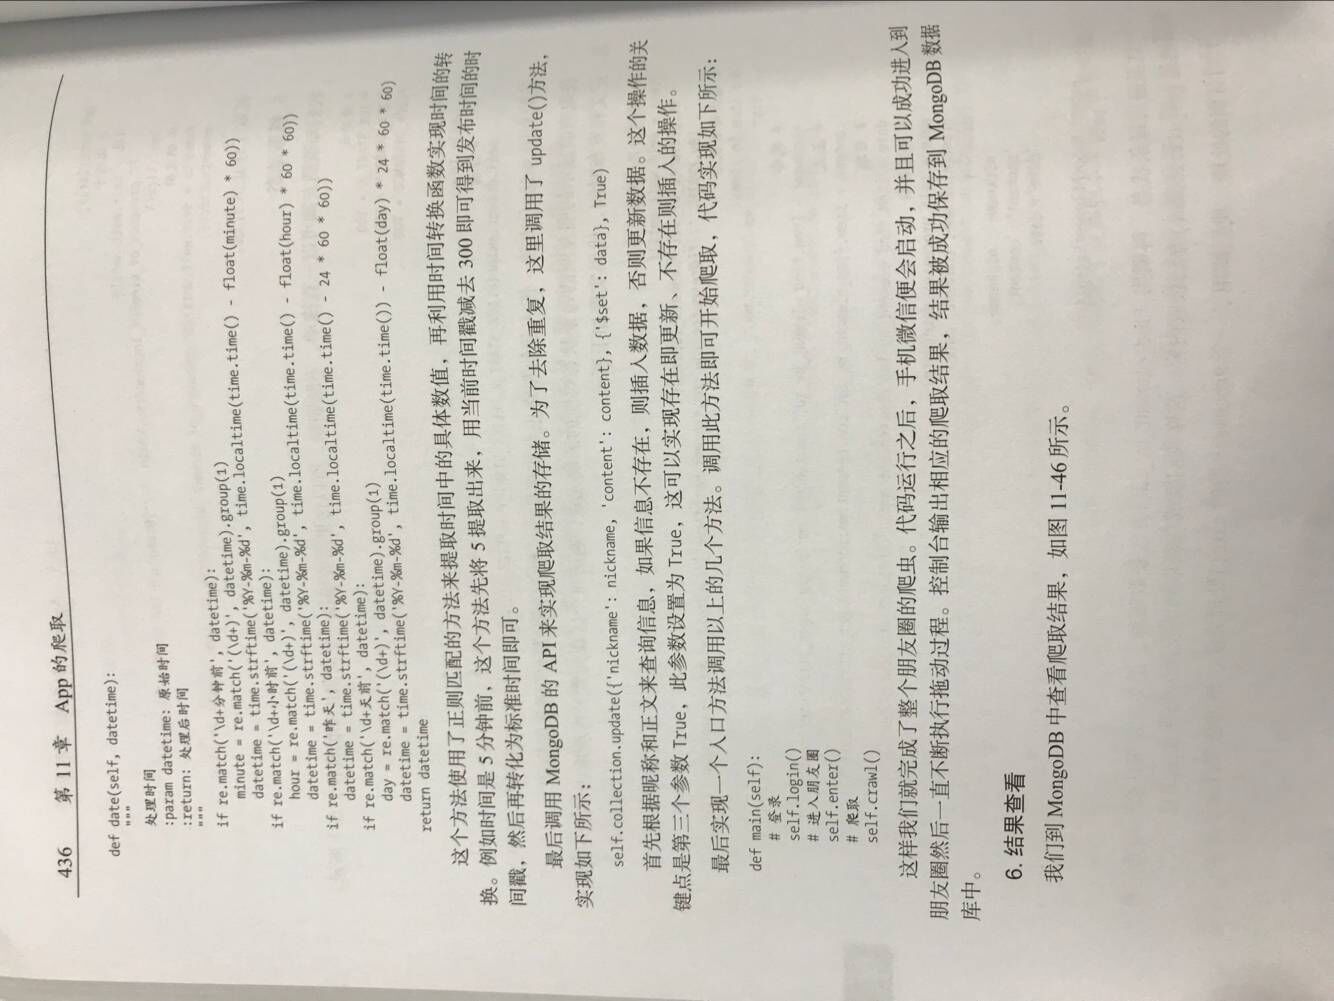 436 第 11 章 App 的爬取
def date(self, datetime):
"""
处理时间
:param datetime: 原始时间
:return: 处理后时间
"""
if re.match('\d+分钟前', datetime):
minute = re.match('(\d+)', datetime).group(1)
datetime = time.strftime('%Y-%m-%d', time.localtime(time.time() - float(minute) * 60))
if re.match('\d+小时前', datetime):
hour = re.match('(\d+)', datetime).group(1)
datetime = time.strftime('%Y-%m-%d', time.localtime(time.time() - float(hour) * 60 * 60))
if re.match('昨天', datetime):
datetime = time.strftime('%Y-%m-%d', time.localtime(time.time() - 24 * 60 * 60))
if re.match('\d+天前', datetime):
day = re.match('(\d+)', datetime).group(1)
datetime = time.strftime('%Y-%m-%d', time.localtime(time.time()) - float(day) * 24 * 60 * 60)
return datetime
这个方法使用了正则匹配的方法来提取时间中的具体数值，再利用时间转换函数实现时间的转
换。例如时间是 5 分钟前，这个方法先将 5 提取出来，用当前时间戳减去 300 即可得到发布时间的时
间戳，然后再转化为标准时间即可。
最后调用 MongoDB 的 API 来实现爬取结果的存储。为了去除重复，这里调用了 update()方法，
实现如下所示：
self.collection.update({'nickname': nickname, 'content': content}, {'$set': data}, True)
首先根据昵称和正文来查询信息，如果信息不存在，则插入数据，否则更新数据。这个操作的关
键点是第三个参数 True，此参数设置为 True，这可以实现存在即更新、不存在则插入的操作。
最后实现一个入口方法调用以上的几个方法。调用此方法即可开始爬取，代码实现如下所示：
def main(self):
# 登录
self.login()
# 进入朋友圈
self.enter()
# 爬取
self.crawl()
这样我们就完成了整个朋友圈的爬虫。代码运行之后，手机微信便会启动，并且可以成功进入到
朋友圈然后一直不断执行拖动过程。控制台输出相应的爬取结果，结果被成功保存到 MongoDB 数据
库中。
6. 结果查看
我们到 MongoDB 中查看爬取结果，如图 11-46 所示。